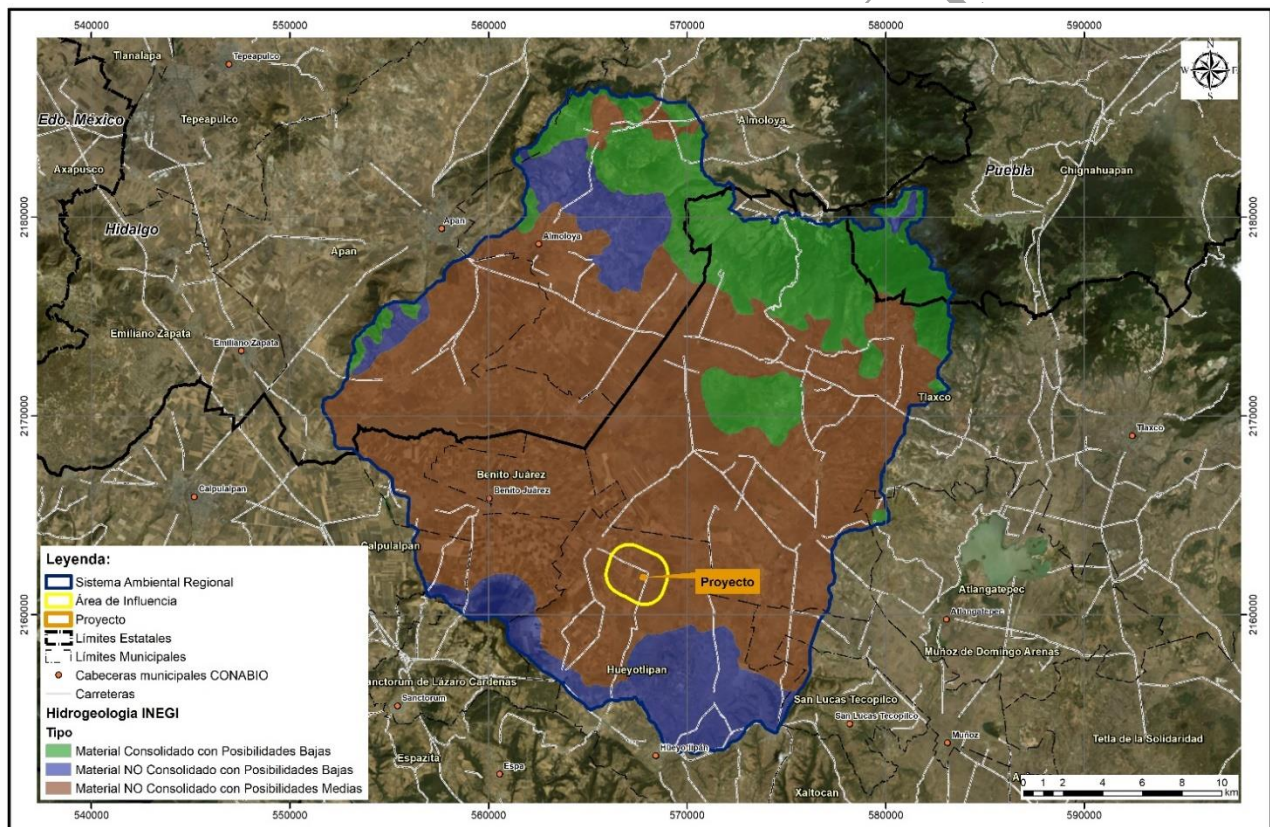 540000 550000 560000 570000 580000 590000
Tlanalapa
Tepeapulco
N
W E
S
Edo. México
Tepeapulco
Almoloya
Axapusco
Puebla
Chignahuapan
2180000
2180000
Hidalgo
Apan
Almoloya
Apan
Emiliano Zapata
Emiliano Zapata
Tlaxco
2170000
2170000
Tlaxco
Benito Juárez
Benito Juárez
Calpulalpan
Calpulalpan
Proyecto
Atlangatepec
Atlangatepec
2160000
2160000
Muñoz de Domingo Arenas
Hueyotlipan
Sanctorum de Lázaro Cárdenas
Sanctorum
San Lucas Tecopilco
San Lucas Tecopilco
Muñoz
Tetla de la Solidaridad
Hueyotlipán
Españita
Xaltocan
Leyenda:
Sistema Ambiental Regional
Área de Influencia
Proyecto
Límites Estatales
Límites Municipales
Cabeceras municipales CONABIO
Carreteras
Hidrogeologia INEGI
Tipo
Material Consolidado con Posibilidades Bajas
Material NO Consolidado con Posibilidades Bajas
Material NO Consolidado con Posibilidades Medias
0 1 2 4 6 8 10
km
540000 550000 560000 570000 580000 590000